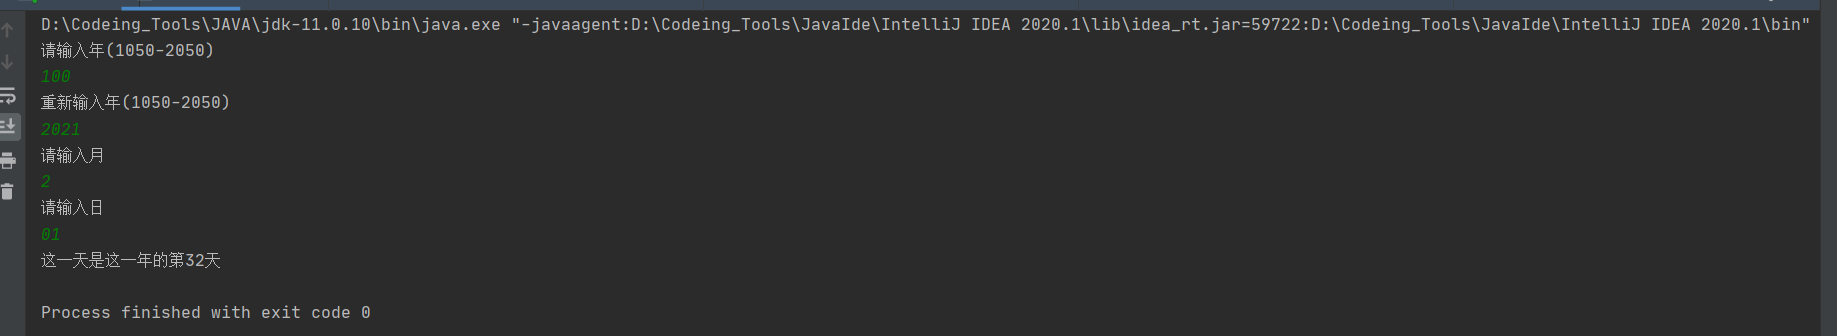 D:\Codeing_Tools\JAVA\jdk-11.0.10\bin\java.exe "-javaagent:D:\Codeing_Tools\JavaIde\IntelliJ IDEA 2020.1\lib\idea_rt.jar=59722:D:\Codeing_Tools\JavaIde\IntelliJ IDEA 2020.1\bin"
请输入年(1050-2050)
100
重新输入年(1050-2050)
2021
请输入月
2
请输入日
01
这一天是这一年的第32天
Process finished with exit code 0